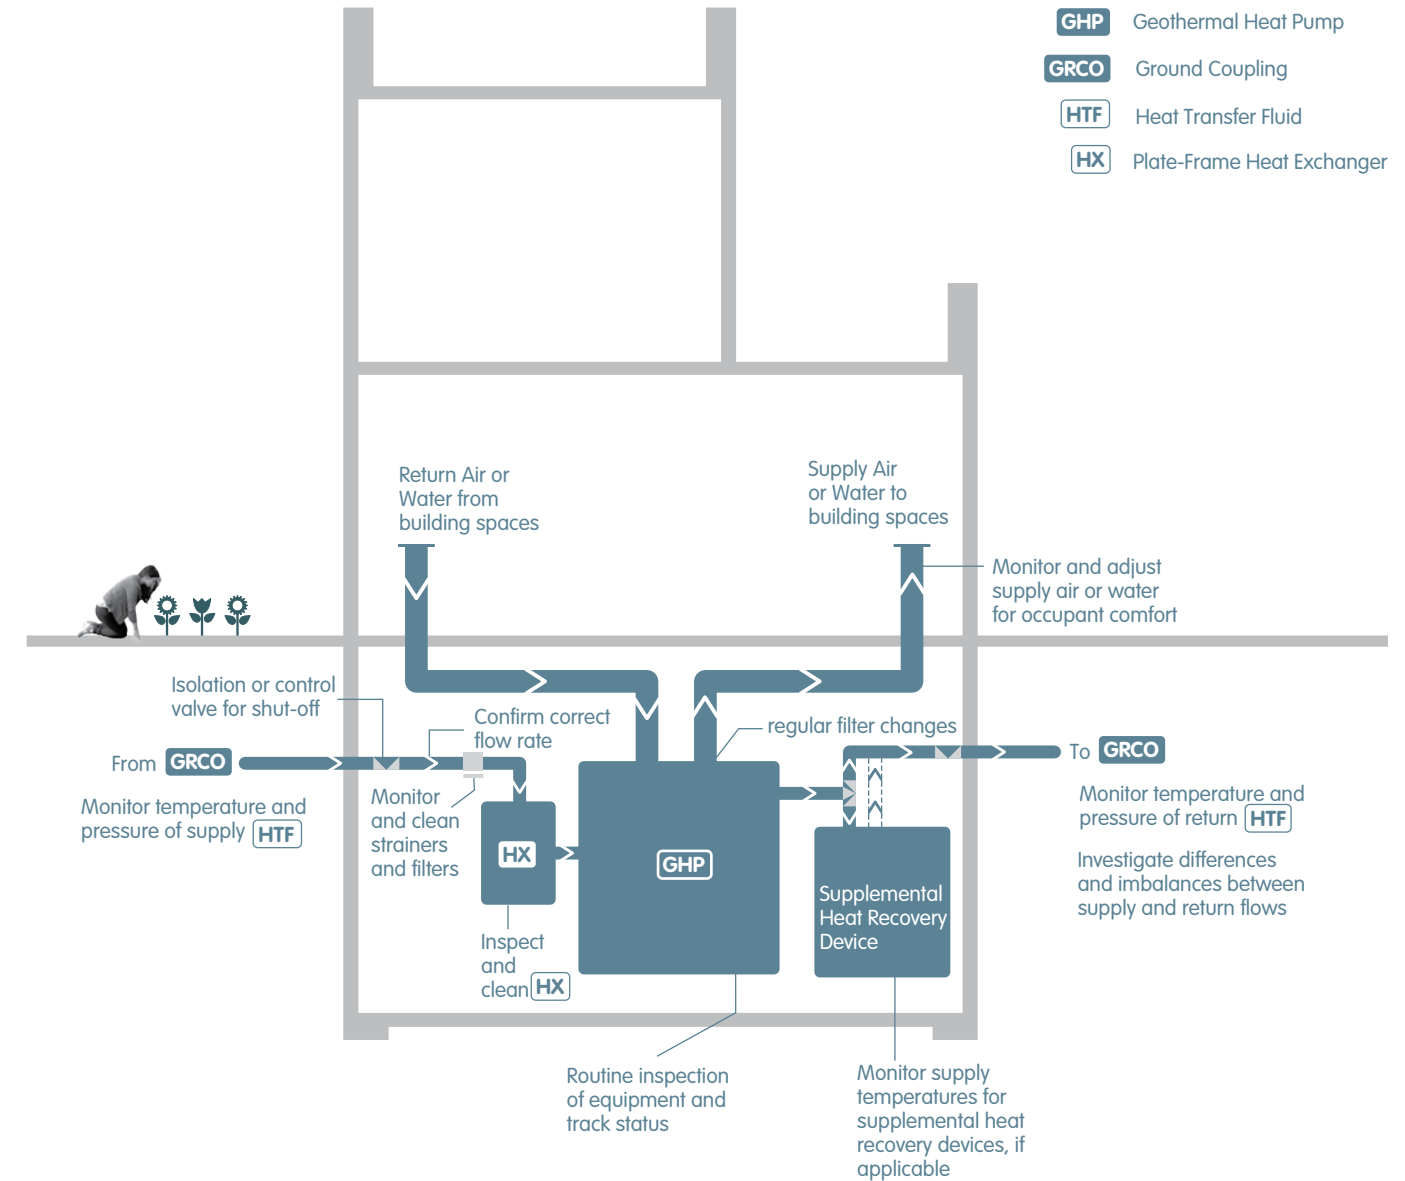 GHP Geothermal Heat Pump
GRCO Ground Coupling
HTF Heat Transfer Fluid
HX Plate-Frame Heat Exchanger
Return Air or
Water from
building spaces
Supply Air
or Water to
building spaces
Monitor and adjust
supply air or water
for occupant comfort
Isolation or control
valve for shut-off
Confirm correct
flow rate
regular filter changes
From GRCO
To GRCO
Monitor temperature and
pressure of supply HTF
Monitor
and clean
strainers
and filters
HX
GHP
Supplemental
Heat Recovery
Device
Monitor temperature and
pressure of return HTF
Investigate differences
and imbalances between
supply and return flows
Inspect
and
clean HX
Routine inspection
of equipment and
track status
Monitor supply
temperatures for
supplemental heat
recovery devices, if
applicable